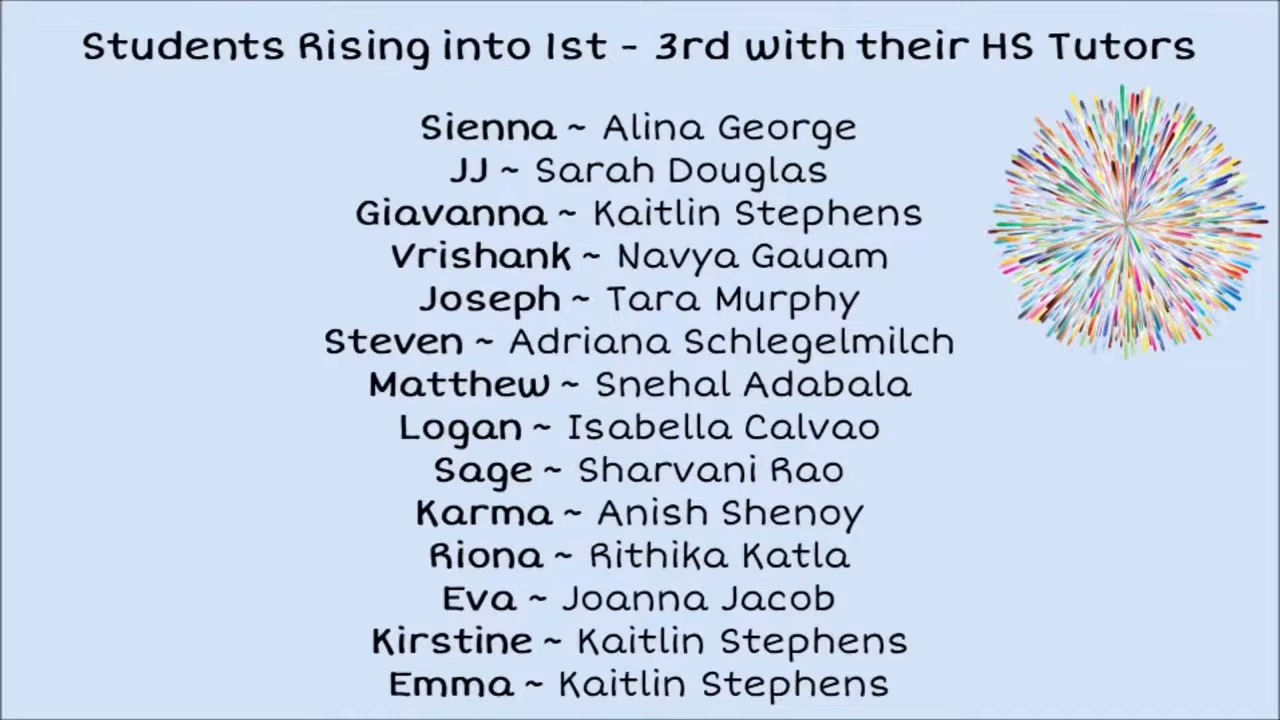 Students Rising into 1st - 3rd with their HS Tutors
Sienna ~ Alina George
JJ ~ Sarah Douglas
Giavanna ~ Kaitlin Stephens
Vrishank ~ Navya Gauam
Joseph ~ Tara Murphy
Steven ~ Adriana Schlegelmilch
Matthew ~ Snehal Adabala
Logan ~ Isabella Calvao
Sage ~ Sharvani Rao
Karma ~ Anish Shenoy
Riona ~ Rithika Katla
Eva ~ Joanna Jacob
Kirstine ~ Kaitlin Stephens
Emma ~ Kaitlin Stephens